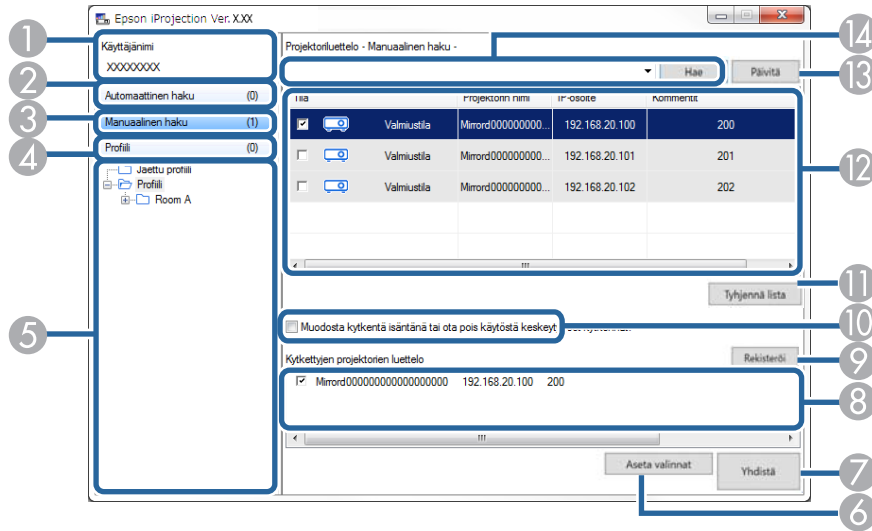 Epson iProjection Ver. X.XX
1
Käyttäjänimi
XXXXXXXX
2
Automaattinen haku (0)
3
Manuaalinen haku (1)
4
Profiili (0)
5
Jaettu profiili
Profiili
Room A
Projektoriluettelo - Manuaalinen haku -
14
Hae
Päivitä
13
Tila Projektorin nimi IP-osoite Kommentit
Valmiustila Mirrord000000000... 192.168.20.100 200
Valmiustila Mirrord000000000... 192.168.20.101 201
Valmiustila Mirrord000000000... 192.168.20.102 202
12
11
Tyhjennä lista
Muodosta kytkentä isäntänä tai ota pois käytöstä keskeyt
10
Kytkettyjen projektorien luettelo
Rekisteröi
9
Mirrord000000000000000000 192.168.20.100 200
8
Aseta valinnat
Yhdistä
7
6